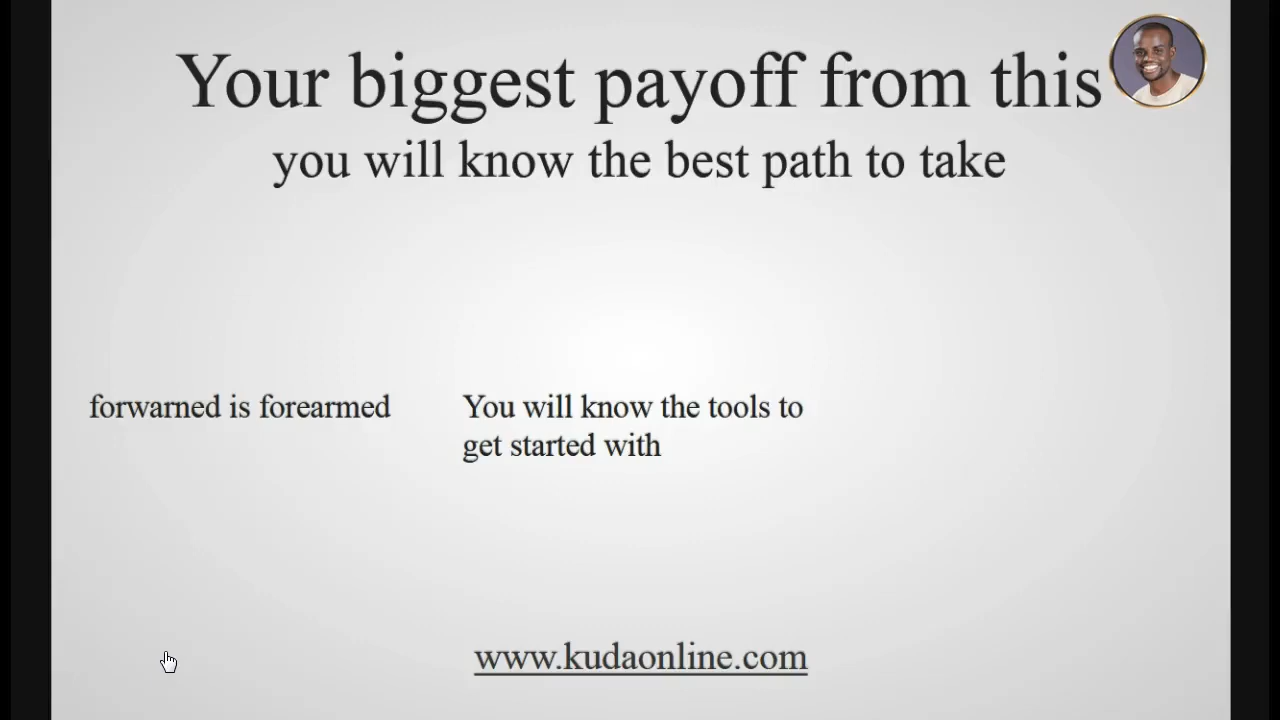 Your biggest payoff from this
you will know the best path to take
forwarned is forearmed
You will know the tools to
get started with
www.kudaonline.com